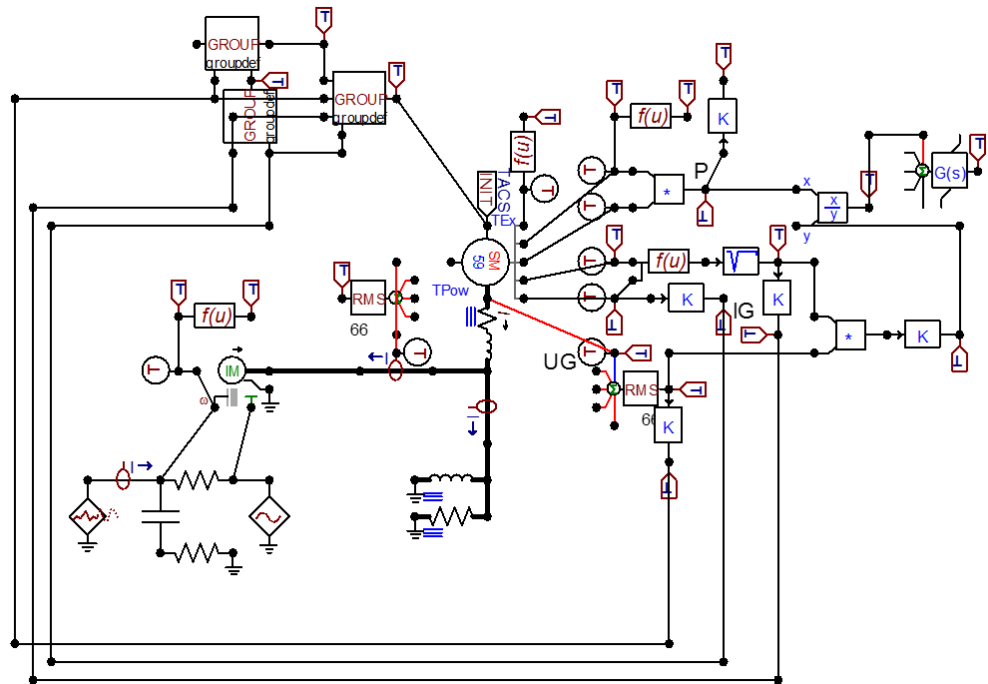 T
GROUP
groupdef
T
T
T
GROUP
groupdef
GROUP
groupdef
T
T
T
T
f(u)
K
f(u)
P
T
T
x
x
y
y
T
Σ
G(s)
T
T
T
*
T
T
INIT
TACS
TEx
SM
59
TPow
T
RMS
66
Σ
T
I
I
T
T
T
T
f(u)
T
K
T
T
K
IG
T
*
K
T
T
T
f(u)
T
IM
ω
UG
T
T
Σ
RMS
66
T
K
T
I
I